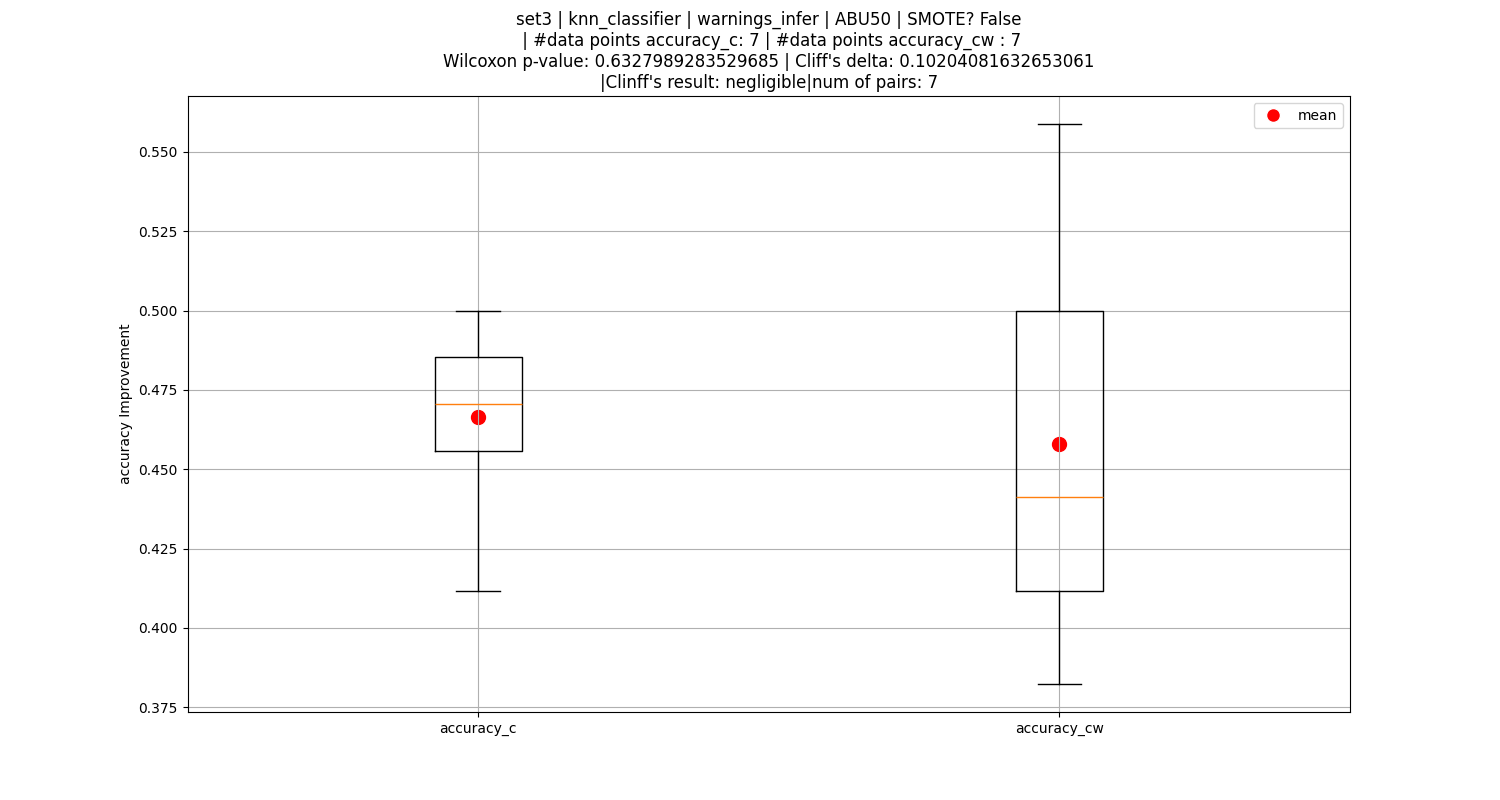 set3 | knn_classifier | warnings_infer | ABU50 | SMOTE? False
| #data points accuracy_c: 7 | #data points accuracy_cw : 7
Wilcoxon p-value: 0.6327989283529685 | Cliff's delta: 0.10204081632653061
|Clinff's result: negligible|num of pairs: 7
mean
accuracy Improvement
0.550
0.525
0.500
0.475
0.450
0.425
0.400
0.375
accuracy_c
accuracy_cw